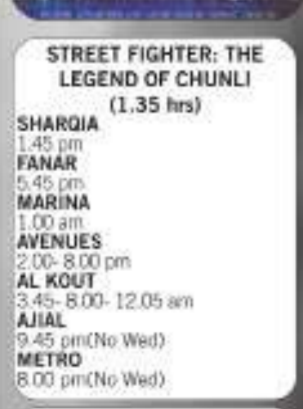 STREET FIGHTER: THE
LEGEND OF CHUNLI
(1.35 hrs)
SHARQIA
1.45 pm
FANAR
5.45 pm
MARINA
1.00 am
AVENUES
2.00- 8.00 pm
AL KOUT
3.45- 8.00- 12.05 am
AJIAL
9.45 pm(No Wed)
METRO
8.00 pm(No Wed)